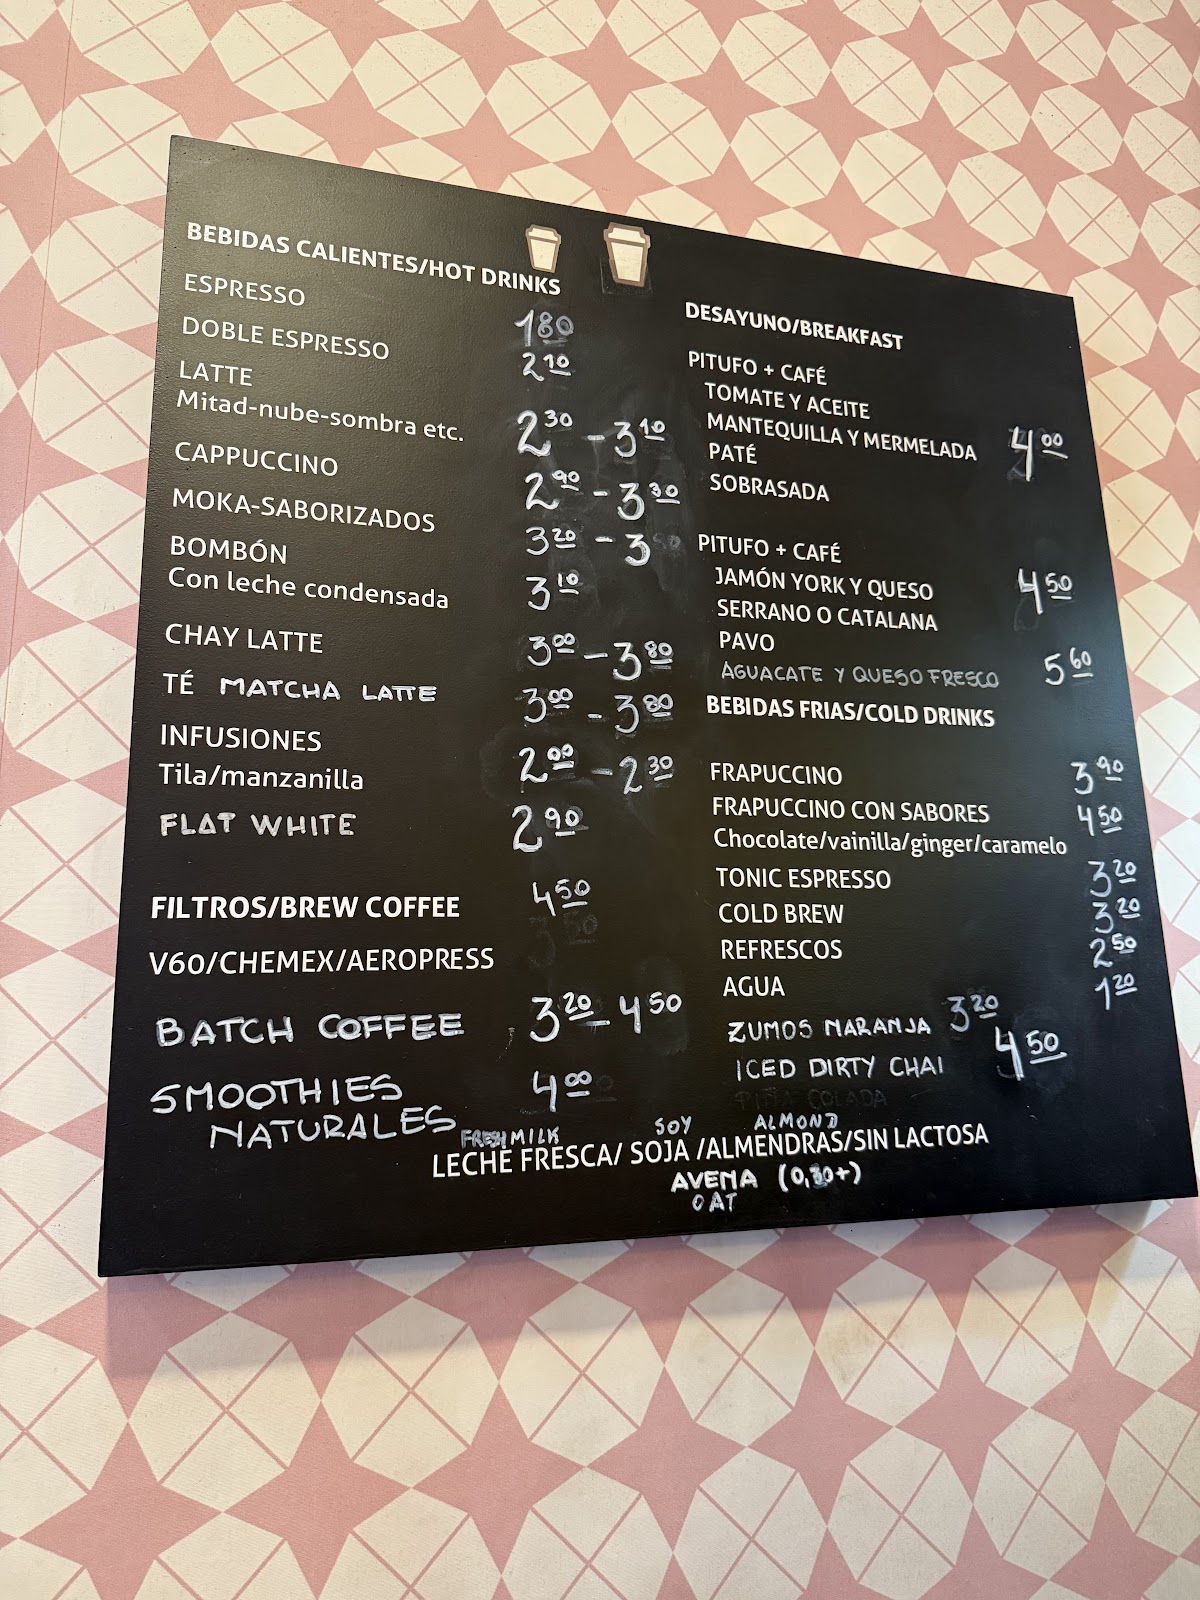 BEBIDAS CALIENTES/HOT DRINKS
ESPRESSO 1 80
DOBLE ESPRESSO 2 10
LATTE
Mitad-nube-sombra etc. 2 30 - 3 10
CAPPUCCINO 2 90 - 3 30
MOKA-SABORIZADOS 3 20 - 3
BOMBÓN 3 10
Con leche condensada
CHAY LATTE 3 00 - 3 80
TÉ MATCHA LATTE 3 00 - 3 80
INFUSIONES 2 00 - 2 30
Tila/manzanilla
FLAT WHITE 2 90
FILTROS/BREW COFFEE 4 50
V60/CHEMEX/AEROPRESS
BATCH COFFEE 3 20 - 4 50
SMOOTHIES 4 00
NATURALES
DESAYUNO/BREAKFAST
PITUFO + CAFÉ
TOMATE Y ACEITE
MANTEQUILLA Y MERMELADA 4 00
PATÉ
SOBRASADA
PITUFO + CAFÉ
JAMÓN YORK Y QUESO 4 50
SERRANO O CATALANA
PAVO
AGUACATE Y QUESO FRESCO 5 60
BEBIDAS FRIAS/COLD DRINKS
FRAPUCCINO 3 90
FRAPUCCINO CON SABORES 4 50
Chocolate/vainilla/ginger/caramelo
TONIC ESPRESSO 3 20
COLD BREW 3 20
REFRESCOS 2 50
AGUA 1 20
ZUMOS NARANJA 3 20
ICED DIRTY CHAI 4 50
PIÑA COLADA
FRESH MILK SOY ALMOND
LECHE FRESCA/ SOJA /ALMENDRAS/SIN LACTOSA
AVENA (0,30+)
OAT